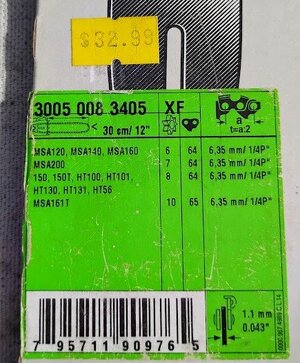 $32.99
3005 008 3405 XF
< 30 cm/ 12"
a
t=a:2
MSA120, MSA140, MSA160 6 64 6,35 mm/ 1/4P"
MSA200 7 64 6,35 mm/ 1/4P"
150, 150T, HT100, HT101, 8 64 6,35 mm/ 1/4P"
HT130, HT131, HT56
MSA161T 10 65 6,35 mm/ 1/4P"
1.1 mm
0.043"
7 95711 90976 5